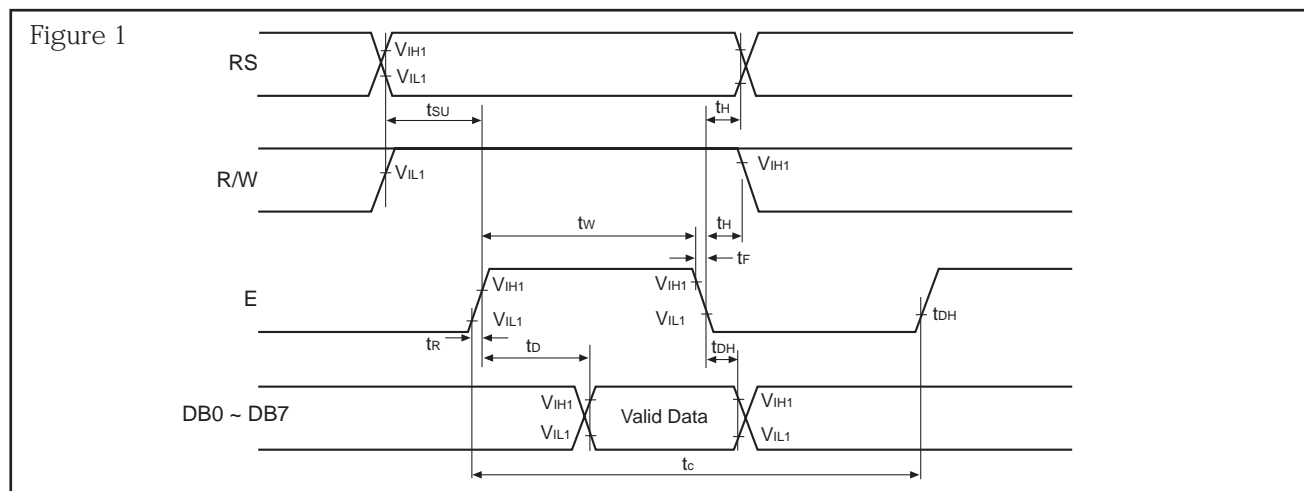 Figure 1
RS
VIH1
VIL1
tSU
tH
R/W
VIL1
VIH1
tW
tH
tF
E
VIH1
VIH1
VIL1
VIL1
tDH
tR
tD
tDH
DB0 ~ DB7
VIH1
Valid Data
VIH1
VIL1
VIL1
tc